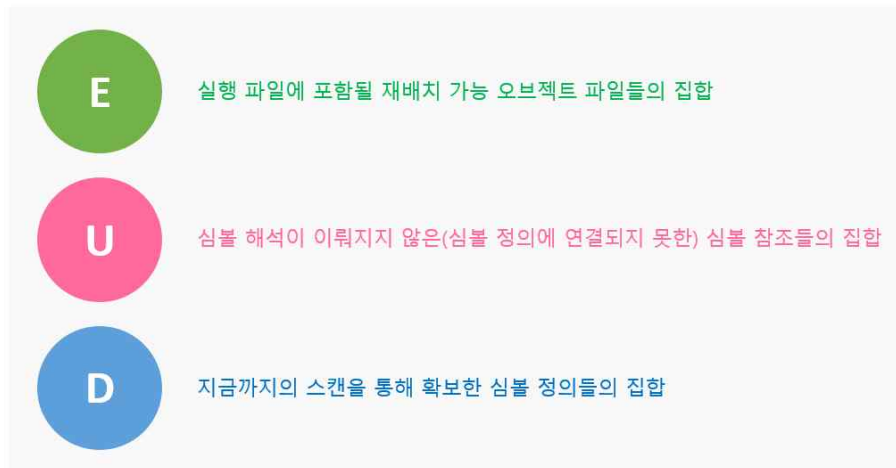 E
실행 파일에 포함될 재배치 가능 오브젝트 파일들의 집합
U
심볼 해석이 이뤄지지 않은(심볼 정의에 연결되지 못한) 심볼 참조들의 집합
D
지금까지의 스캔을 통해 확보한 심볼 정의들의 집합